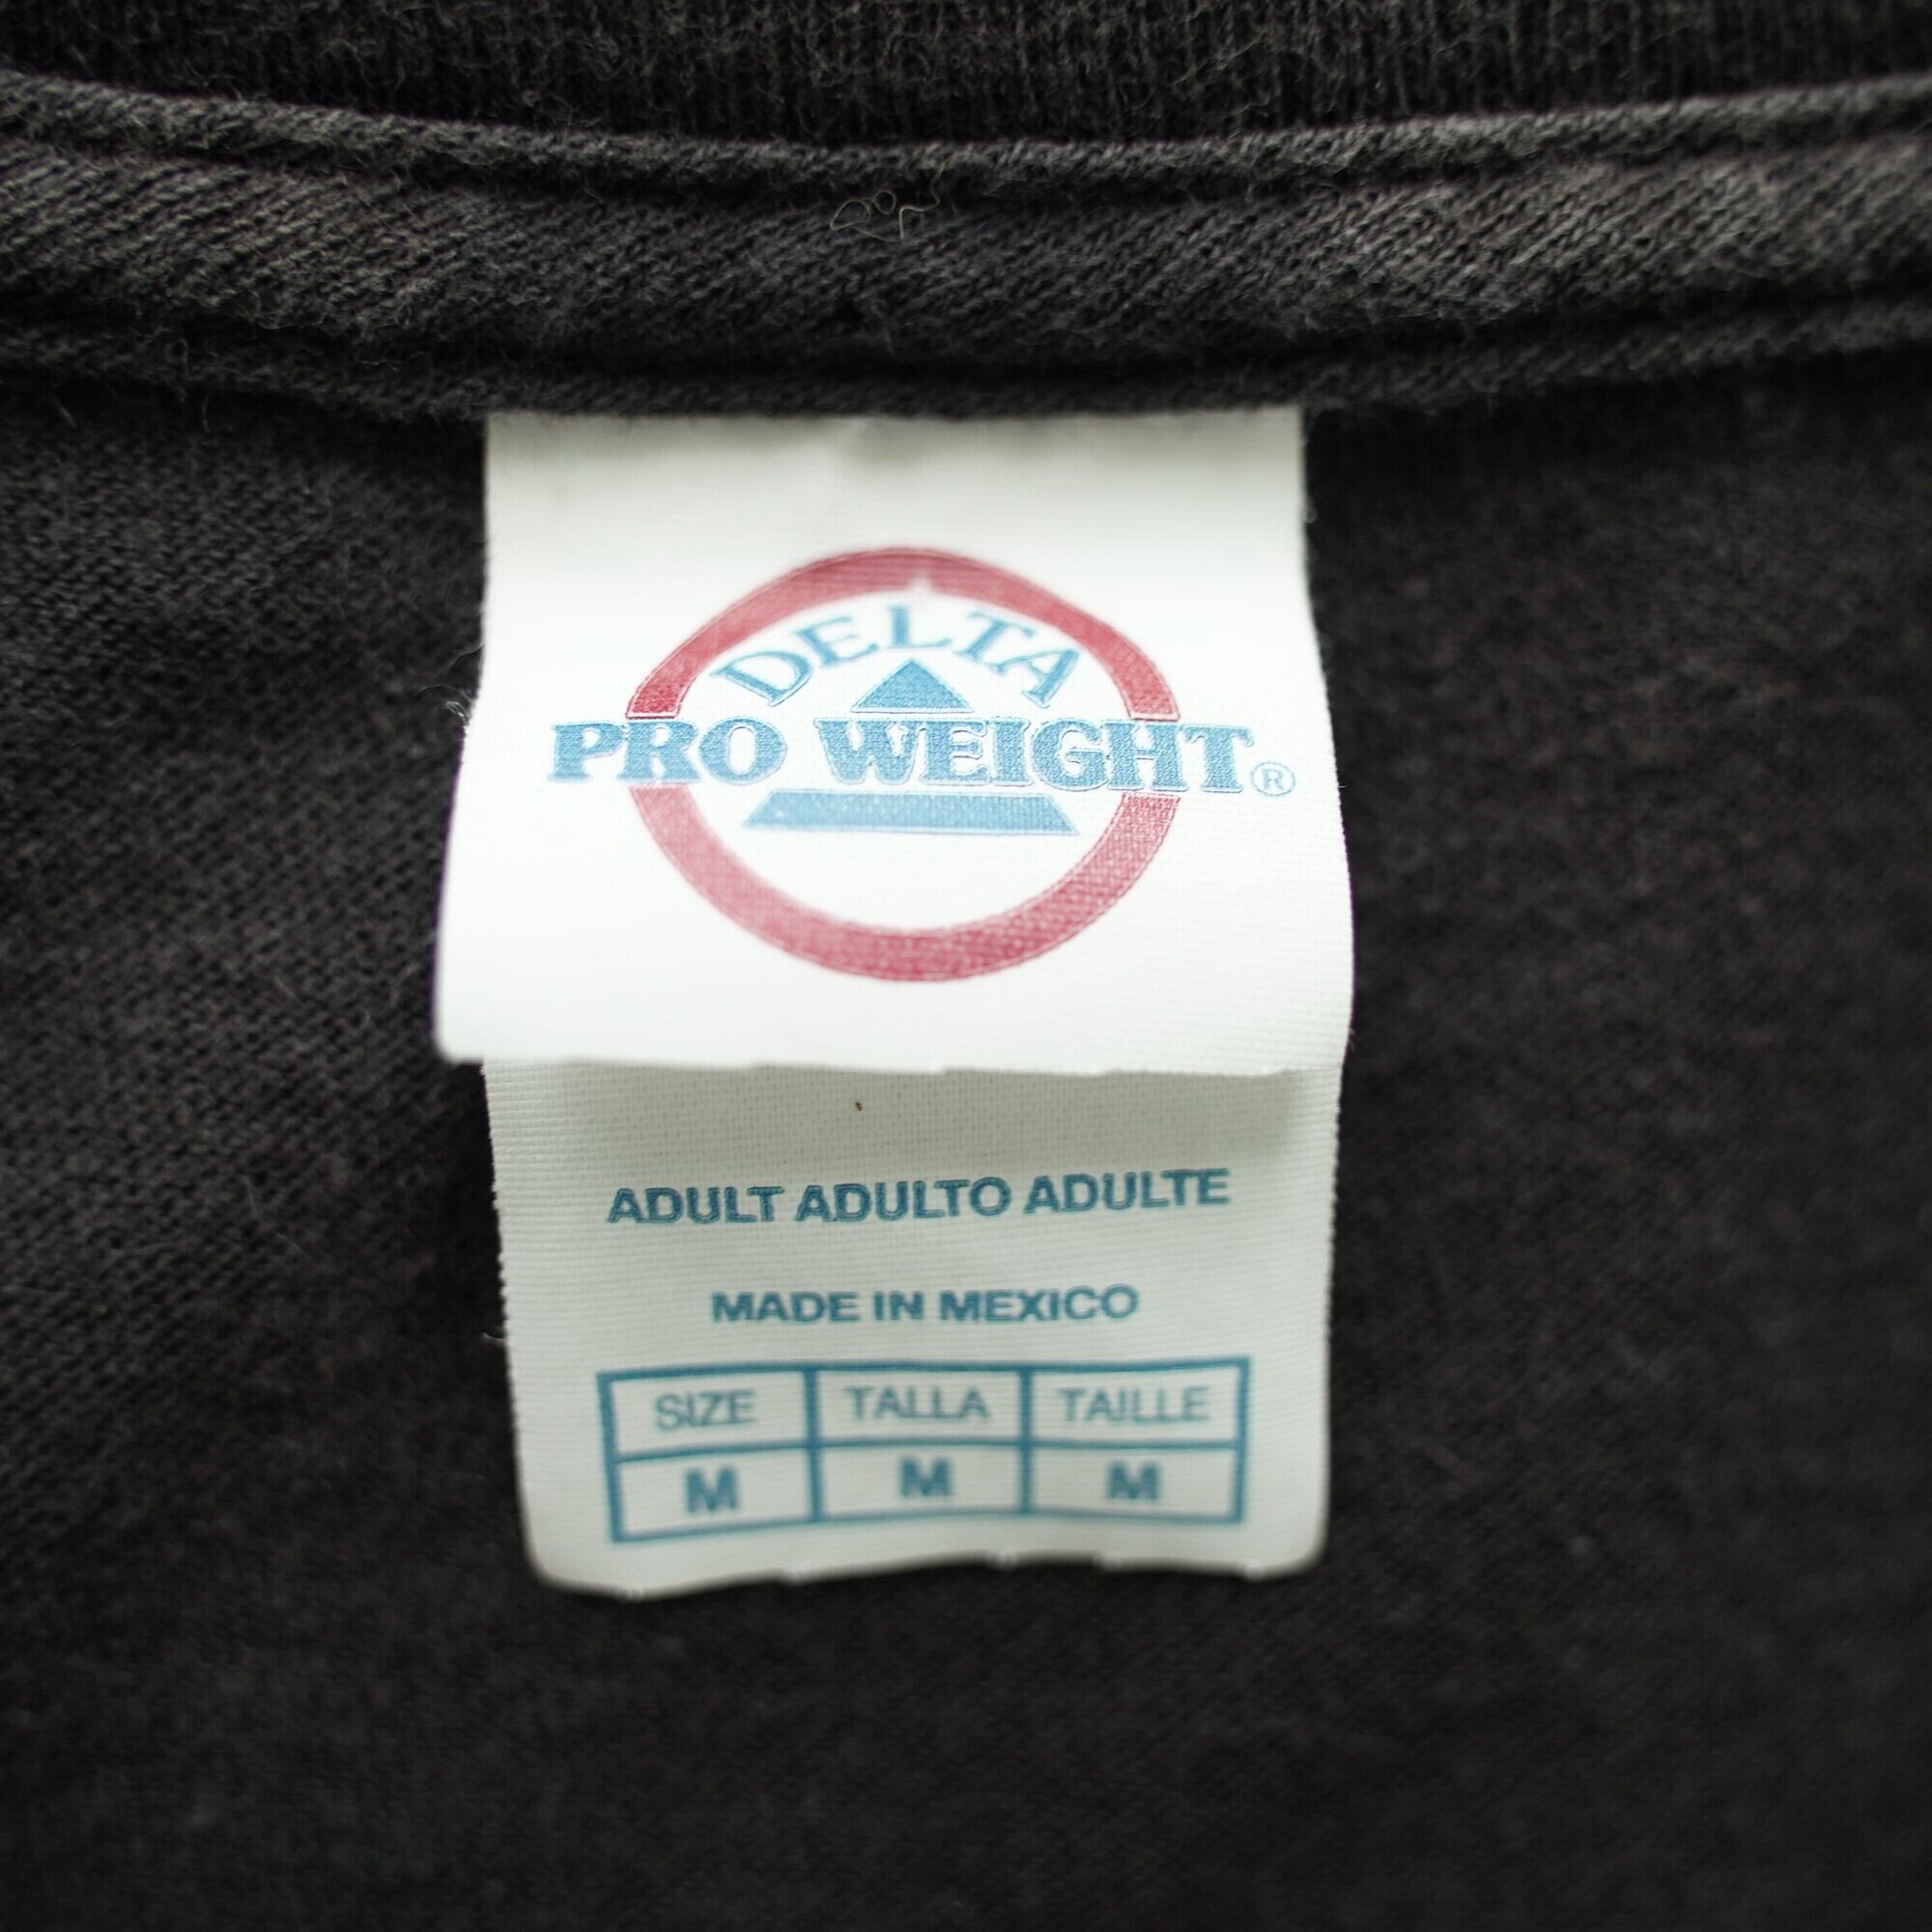 DELTA
PRO WEIGHT®
ADULT ADULTO ADULTE
MADE IN MEXICO
SIZE TALLA TAILLE
M M M